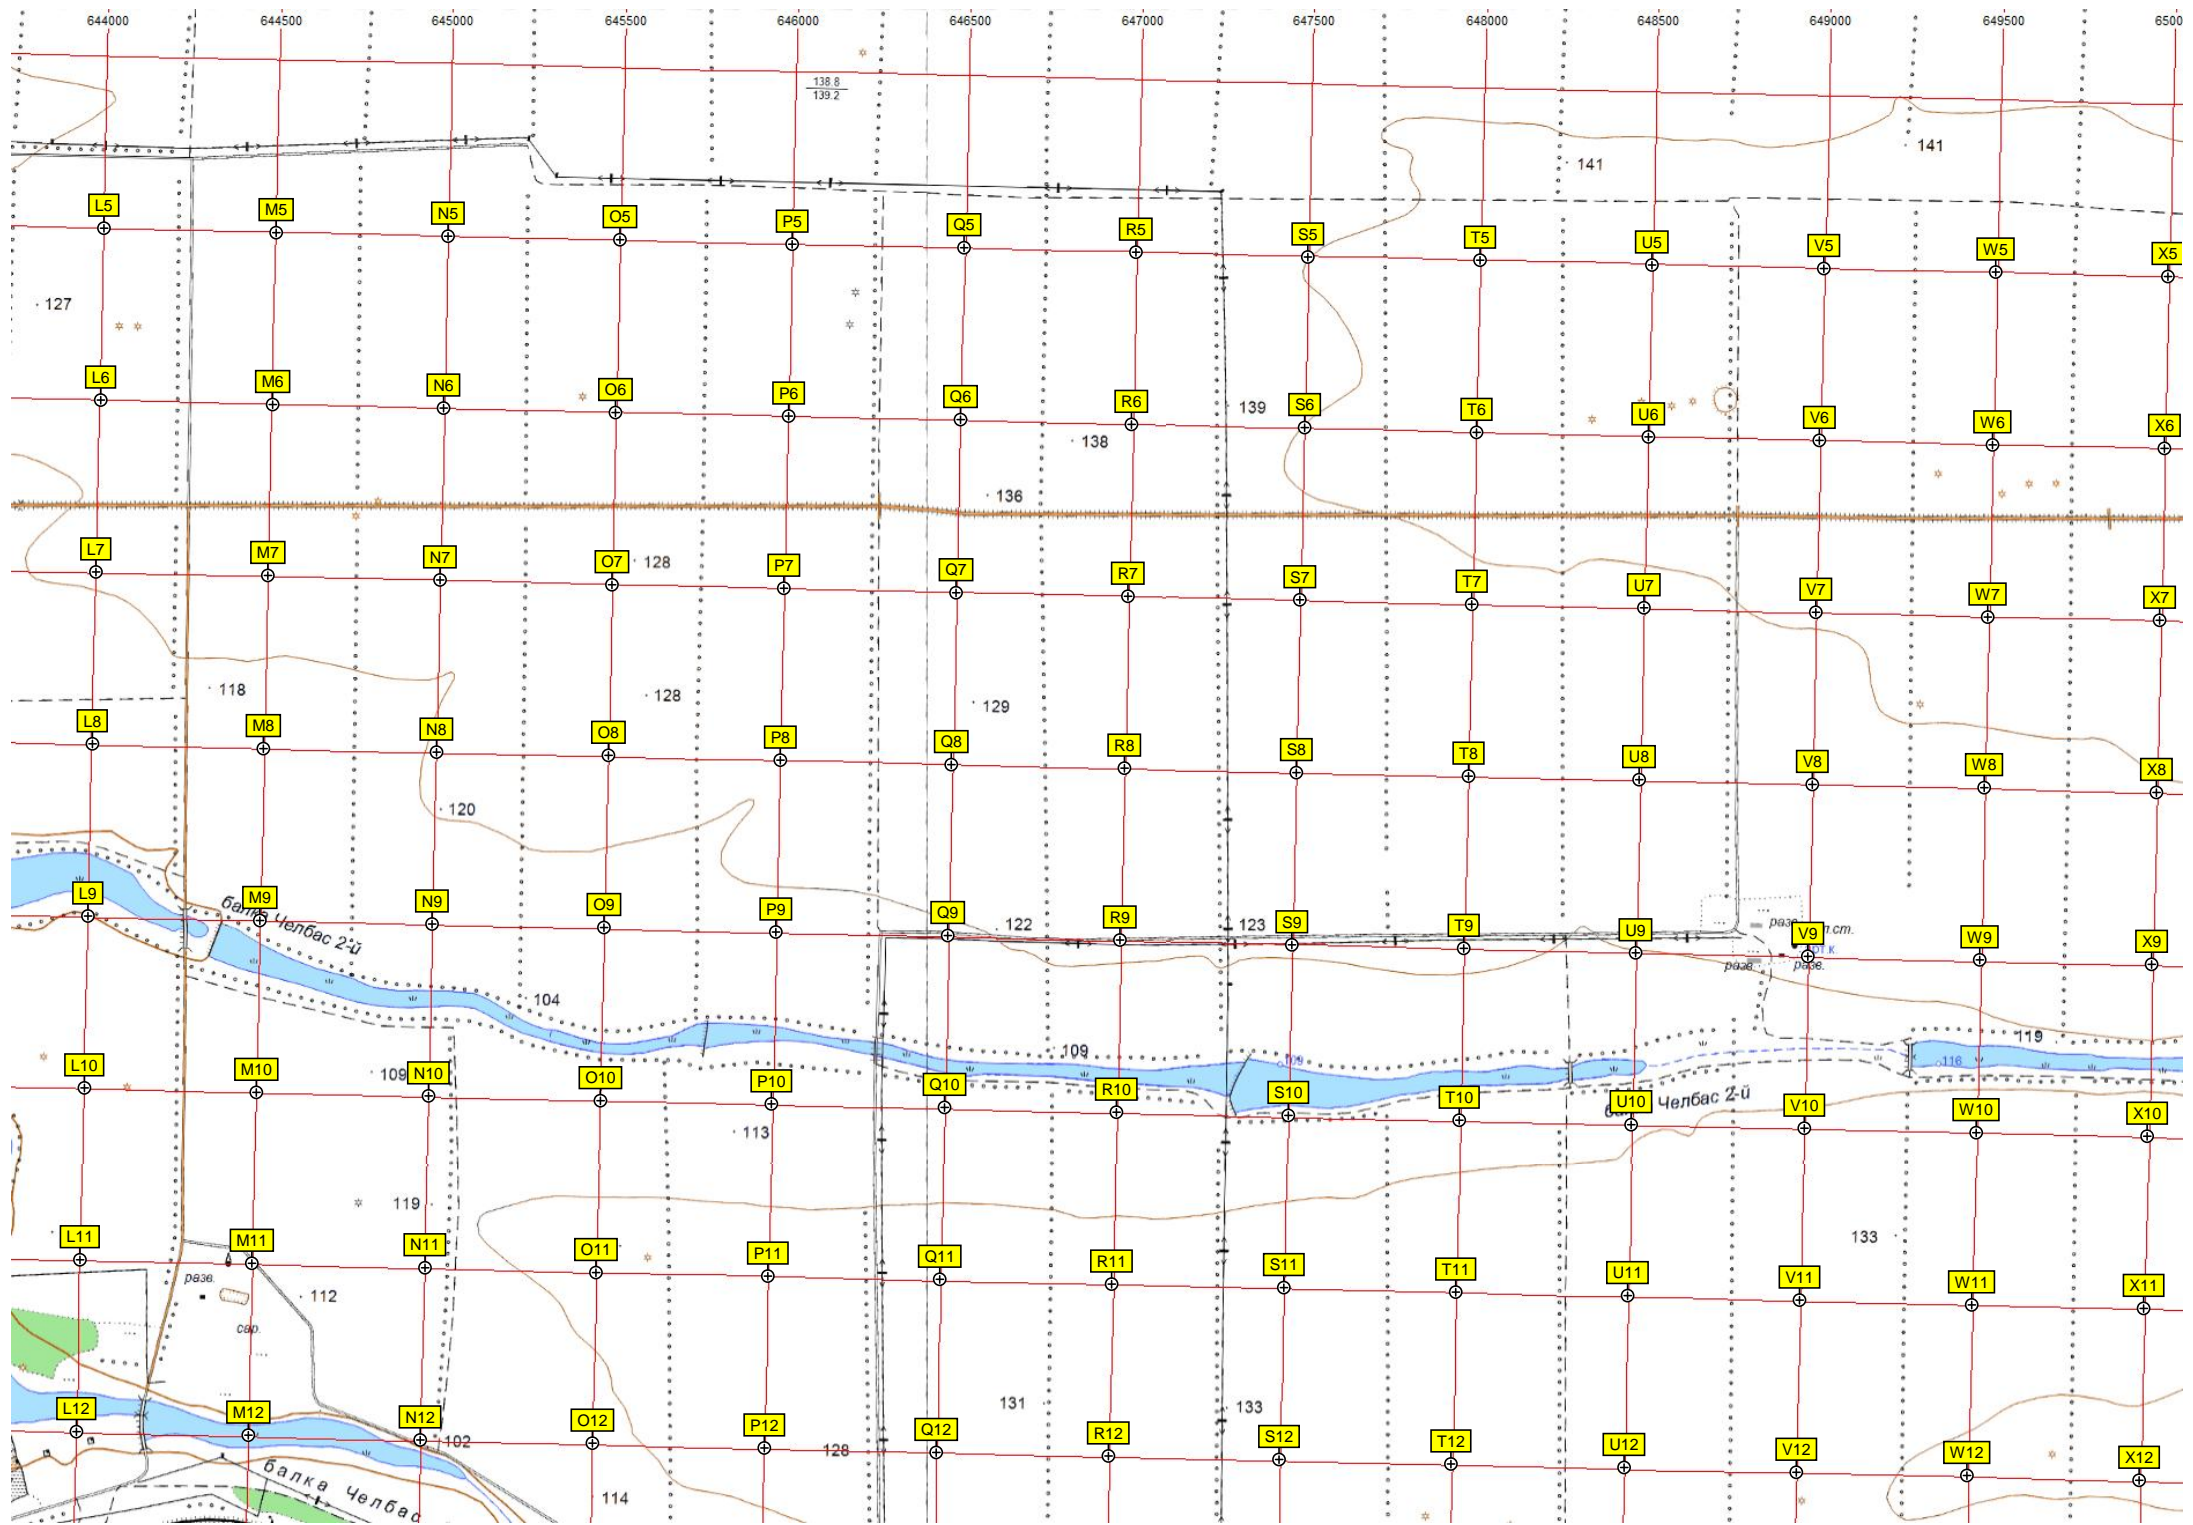 644000 644500 645000 645500 646000 646500 647000 647500 648000 648500 649000 649500 6500
138.8
139.2
141
141
L5 M5 N5 O5 P5 Q5 R5 S5 T5 U5 V5 W5 X5
127
L6 M6 N6 O6 P6 Q6 R6 S6 T6 U6 V6 W6 X6
139
138
136
L7 M7 N7 O7 P7 Q7 R7 S7 T7 U7 V7 W7 X7
128
118
128
129
L8 M8 N8 O8 P8 Q8 R8 S8 T8 U8 V8 W8 X8
120
L9 M9 N9 O9 P9 Q9 R9 S9 T9 U9 V9 W9 X9
балка Челбас 2-й
122
123
разв.
разв.
104
109
109
119
116
L10 M10 N10 O10 P10 Q10 R10 S10 T10 U10 V10 W10 X10
109
Челбас 2-й
113
119
133
L11 M11 N11 O11 P11 Q11 R11 S11 T11 U11 V11 W11 X11
разв.
112
сар.
131
133
L12 M12 N12 O12 P12 Q12 R12 S12 T12 U12 V12 W12 X12
102
128
балка Челбас
114